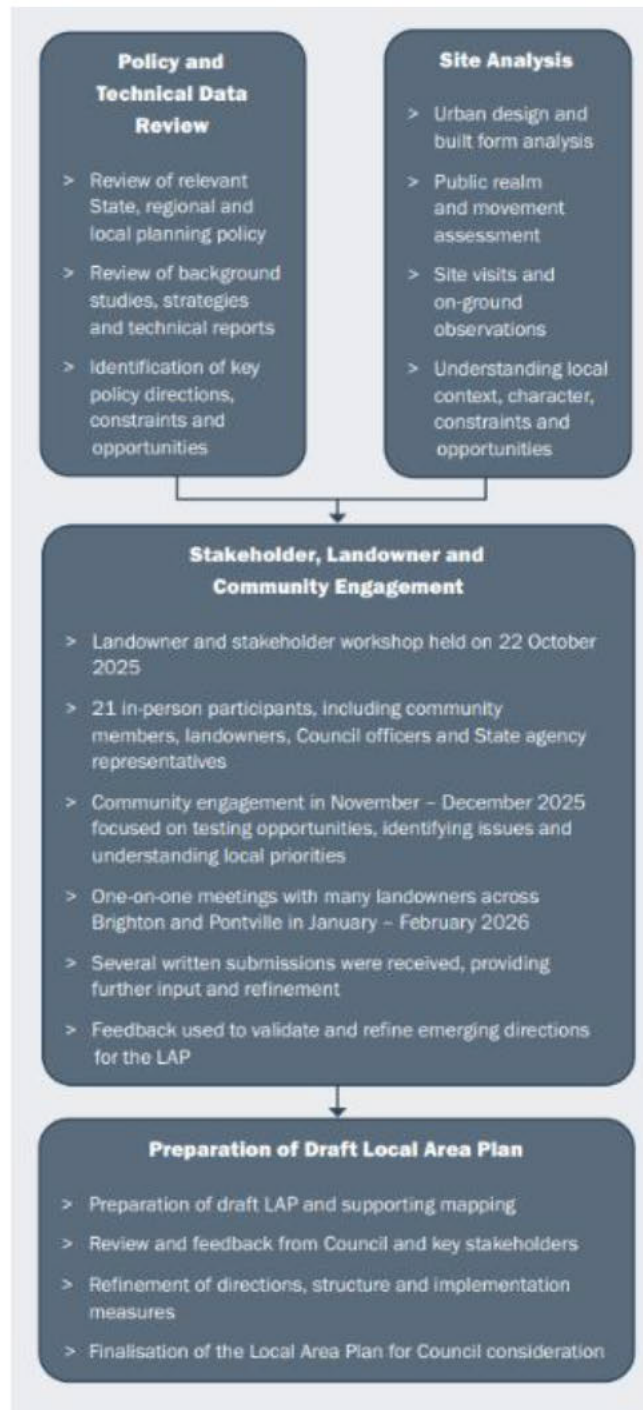 Policy and
Technical Data
Review
> Review of relevant
State, regional and
local planning policy
> Review of background
studies, strategies
and technical reports
> Identification of key
policy directions,
constraints and
opportunities
Site Analysis
> Urban design and
built form analysis
> Public realm
and movement
assessment
> Site visits and
on-ground
observations
> Understanding local
context, character,
constraints and
opportunities
Stakeholder, Landowner and
Community Engagement
> Landowner and stakeholder workshop held on 22 October
2025
> 21 in-person participants, including community
members, landowners, Council officers and State agency
representatives
> Community engagement in November – December 2025
focused on testing opportunities, identifying issues and
understanding local priorities
> One-on-one meetings with many landowners across
Brighton and Pontville in January – February 2026
> Several written submissions were received, providing
further input and refinement
> Feedback used to validate and refine emerging directions
for the LAP
Preparation of Draft Local Area Plan
> Preparation of draft LAP and supporting mapping
> Review and feedback from Council and key stakeholders
> Refinement of directions, structure and implementation
measures
> Finalisation of the Local Area Plan for Council consideration